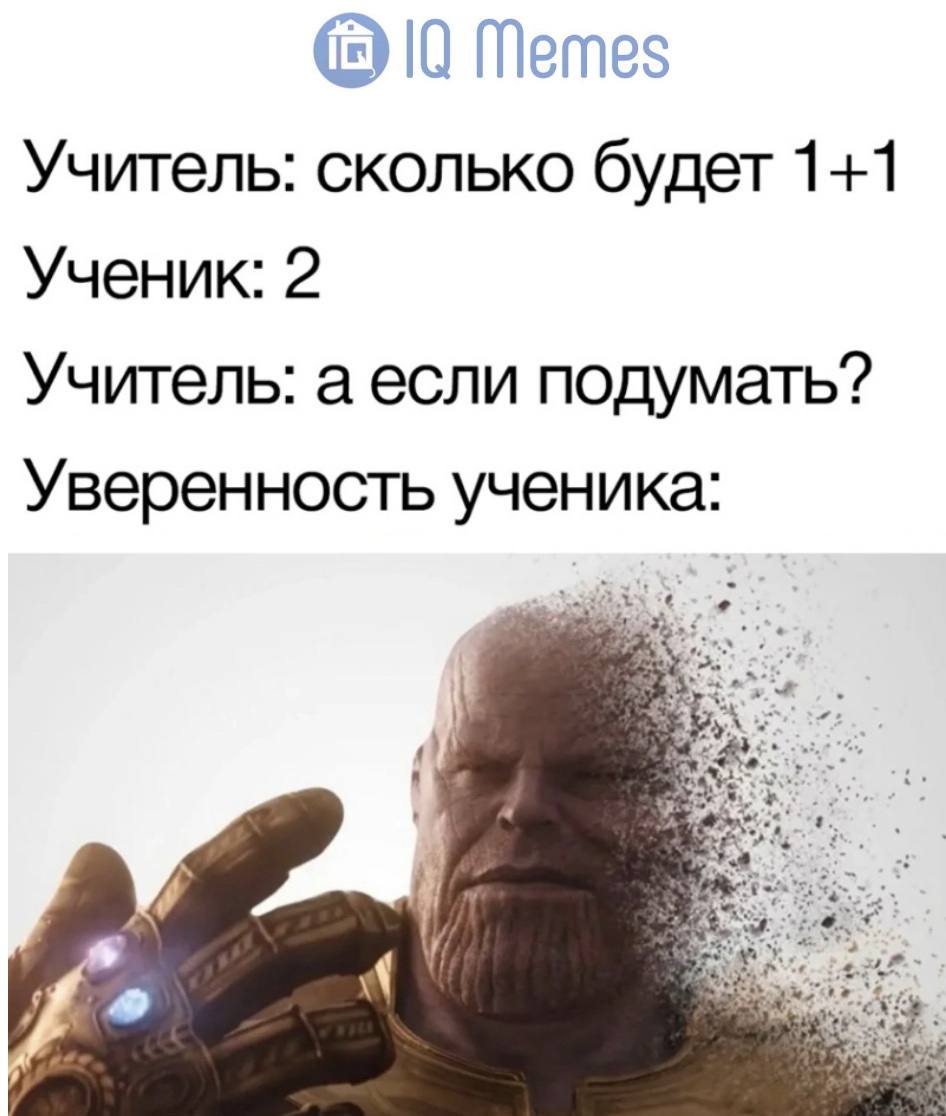 IQ Memes
Учитель: сколько будет 1+1
Ученик: 2
Учитель: а если подумать?
Уверенность ученика: